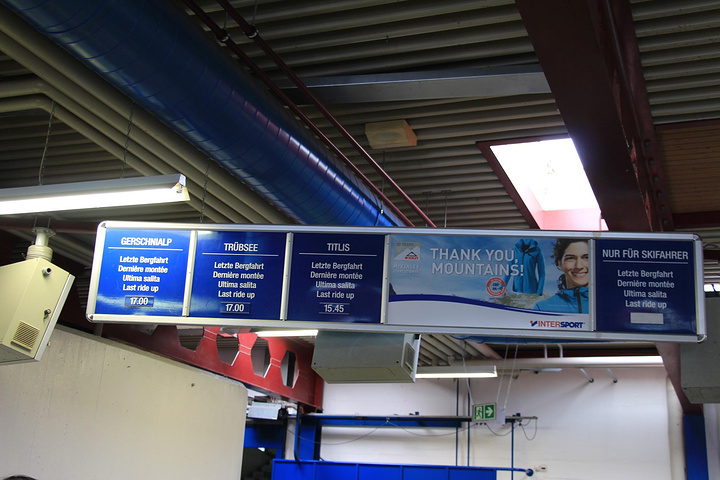 GERSCHNIALP
Letzte Bergfahrt
Dernière montée
Ultima salita
Last ride up
17.00
TRÜBSEE
Letzte Bergfahrt
Dernière montée
Ultima salita
Last ride up
17.00
TITLIS
Letzte Bergfahrt
Dernière montée
Ultima salita
Last ride up
15.45
THANK YOU,
MOUNTAINS!
INTERSPORT
NUR FÜR SKIFAHRER
Letzte Bergfahrt
Dernière montée
Ultima salita
Last ride up